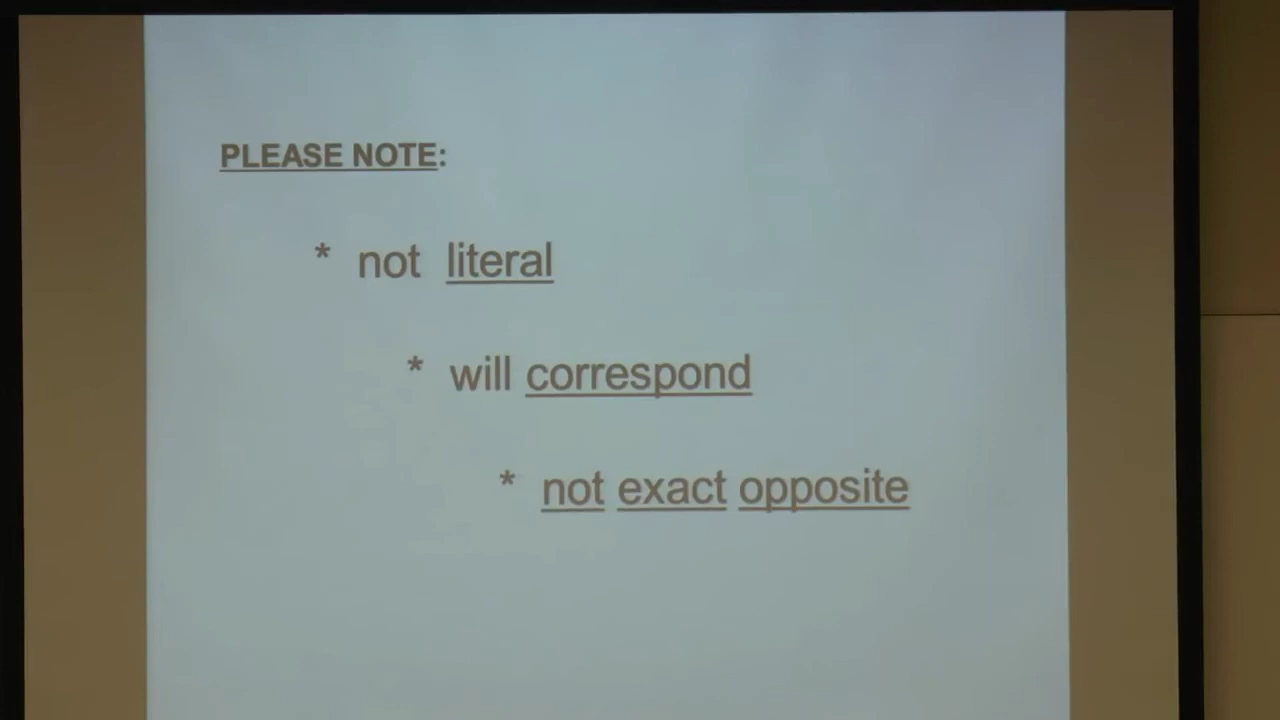 PLEASE NOTE:
* not literal
* will correspond
* not exact opposite